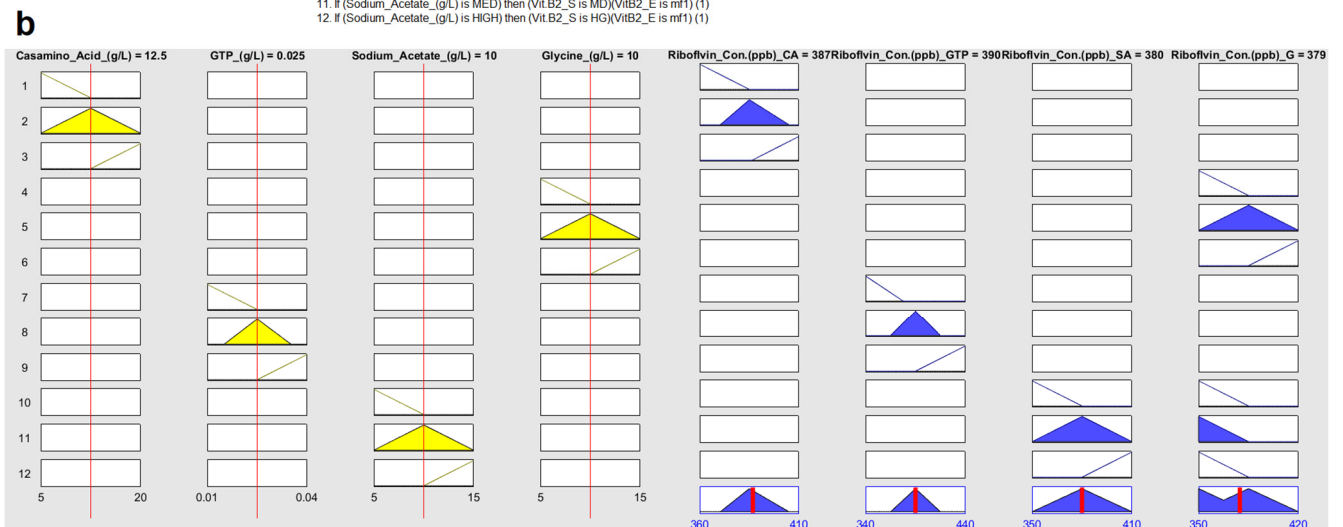 11. If (Sodium_Acetate_(g/L) is MED) then (Vit.B2_S is MD)(VitB2_E is mf1) (1)
12. If (Sodium_Acetate_(g/L) is HIGH) then (Vit.B2_S is HG)(VitB2_E is mf1) (1)
b
Casamino_Acid_(g/L) = 12.5 GTP_(g/L) = 0.025 Sodium_Acetate_(g/L) = 10 Glycine_(g/L) = 10 Riboflvin_Con.(ppb)_CA = 387 Riboflvin_Con.(ppb)_GTP = 390 Riboflvin_Con.(ppb)_SA = 380 Riboflvin_Con.(ppb)_G = 379
1
2
3
4
5
6
7
8
9
10
11
12
5 20 0.01 0.04 5 15 5 15
360 410 340 440 350 410 350 420